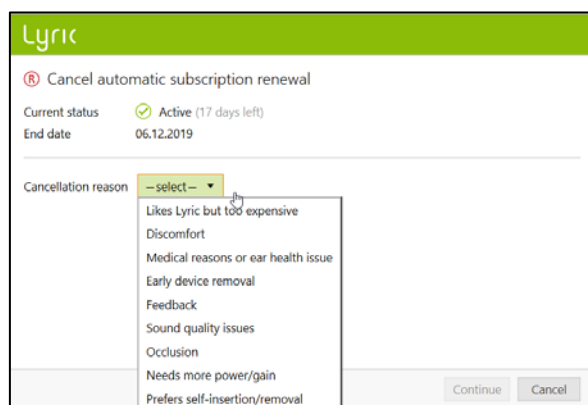 Lyric
R Cancel automatic subscription renewal
Current status Active (17 days left)
End date 06.12.2019
Cancellation reason –select–
Likes Lyric but too expensive
Discomfort
Medical reasons or ear health issue
Early device removal
Feedback
Sound quality issues
Occlusion
Needs more power/gain
Prefers self-insertion/removal
Continue Cancel